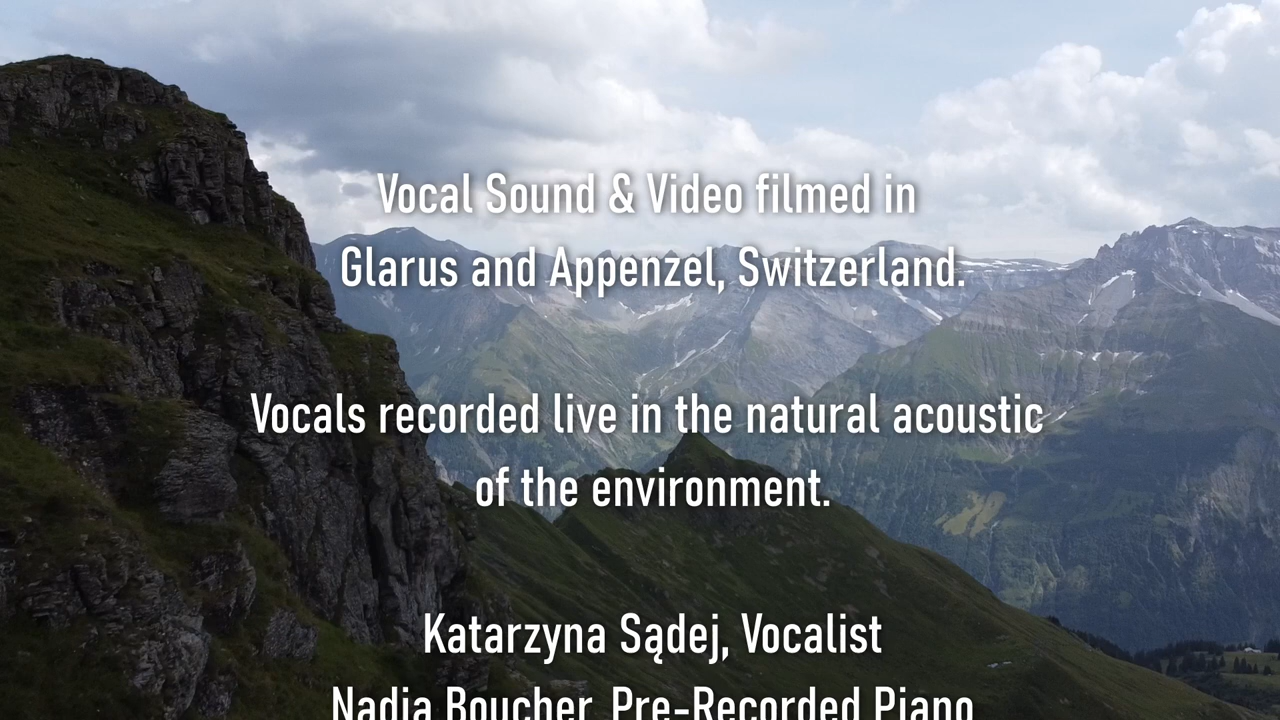 Vocal Sound & Video filmed in
Glarus and Appenzel, Switzerland.
Vocals recorded live in the natural acoustic
of the environment.
Katarzyna Sądej, Vocalist
Nadia Boucher, Pre-Recorded Piano